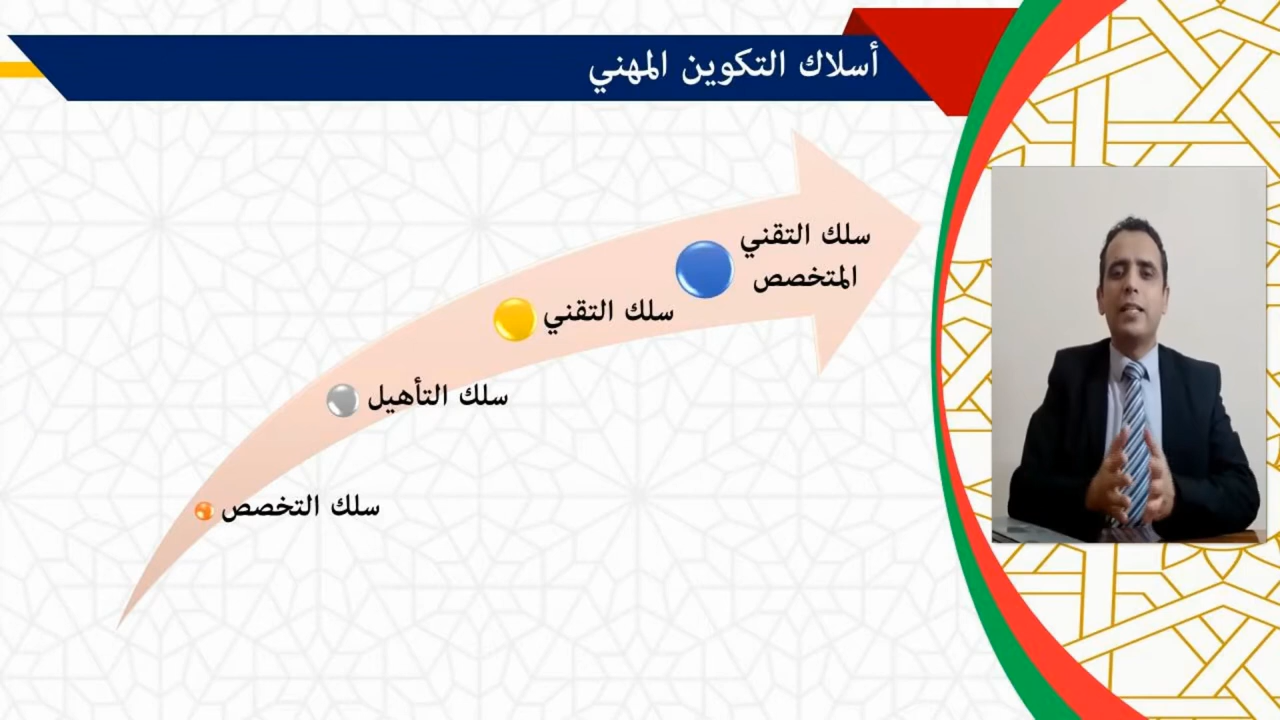 أسلاك التكوين المهني
سلك التقني
المتخصص
سلك التقني
سلك التأهيل
سلك التخصص